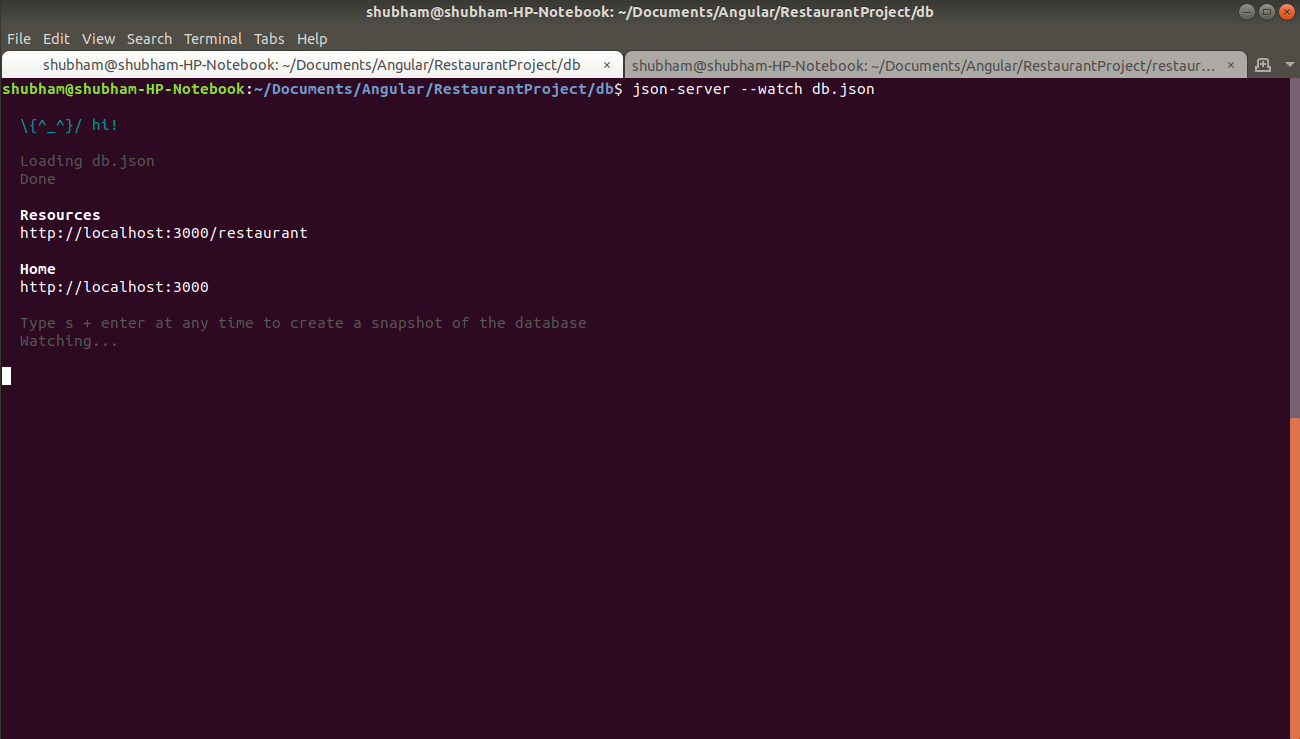 shubham@shubham-HP-Notebook: ~/Documents/Angular/RestaurantProject/db
File Edit View Search Terminal Tabs Help
shubham@shubham-HP-Notebook: ~/Documents/Angular/RestaurantProject/db × shubham@shubham-HP-Notebook: ~/Documents/Angular/RestaurantProject/restaur... ×
shubham@shubham-HP-Notebook:~/Documents/Angular/RestaurantProject/db$ json-server --watch db.json
\{^_^}/ hi!
Loading db.json
Done
Resources
http://localhost:3000/restaurant
Home
http://localhost:3000
Type s + enter at any time to create a snapshot of the database
Watching...